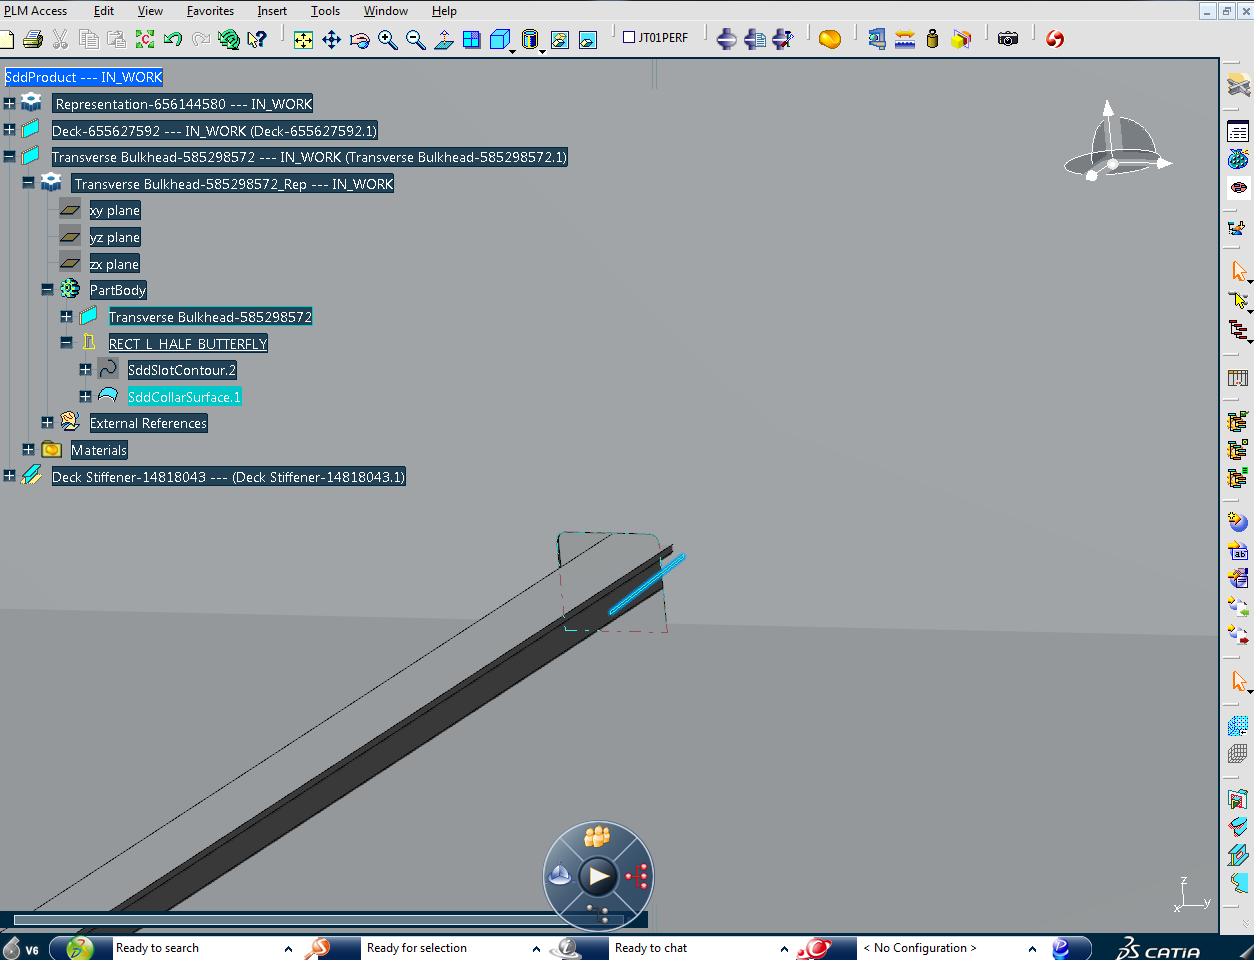 PLM Access Edit View Favorites Insert Tools Window Help
JT01PERF
SddProduct --- IN_WORK
Representation-656144580 --- IN_WORK
Deck-655627592 --- IN_WORK (Deck-655627592.1)
Transverse Bulkhead-585298572 --- IN_WORK (Transverse Bulkhead-585298572.1)
Transverse Bulkhead-585298572_Rep --- IN_WORK
xy plane
yz plane
zx plane
PartBody
Transverse Bulkhead-585298572
RECT_L_HALF_BUTTERFLY
SddSlotContour.2
SddCollarSurface.1
External References
Materials
Deck Stiffener-14818043 --- (Deck Stiffener-14818043.1)
z
x y
V6 Ready to search Ready for selection Ready to chat < No Configuration > CATIA